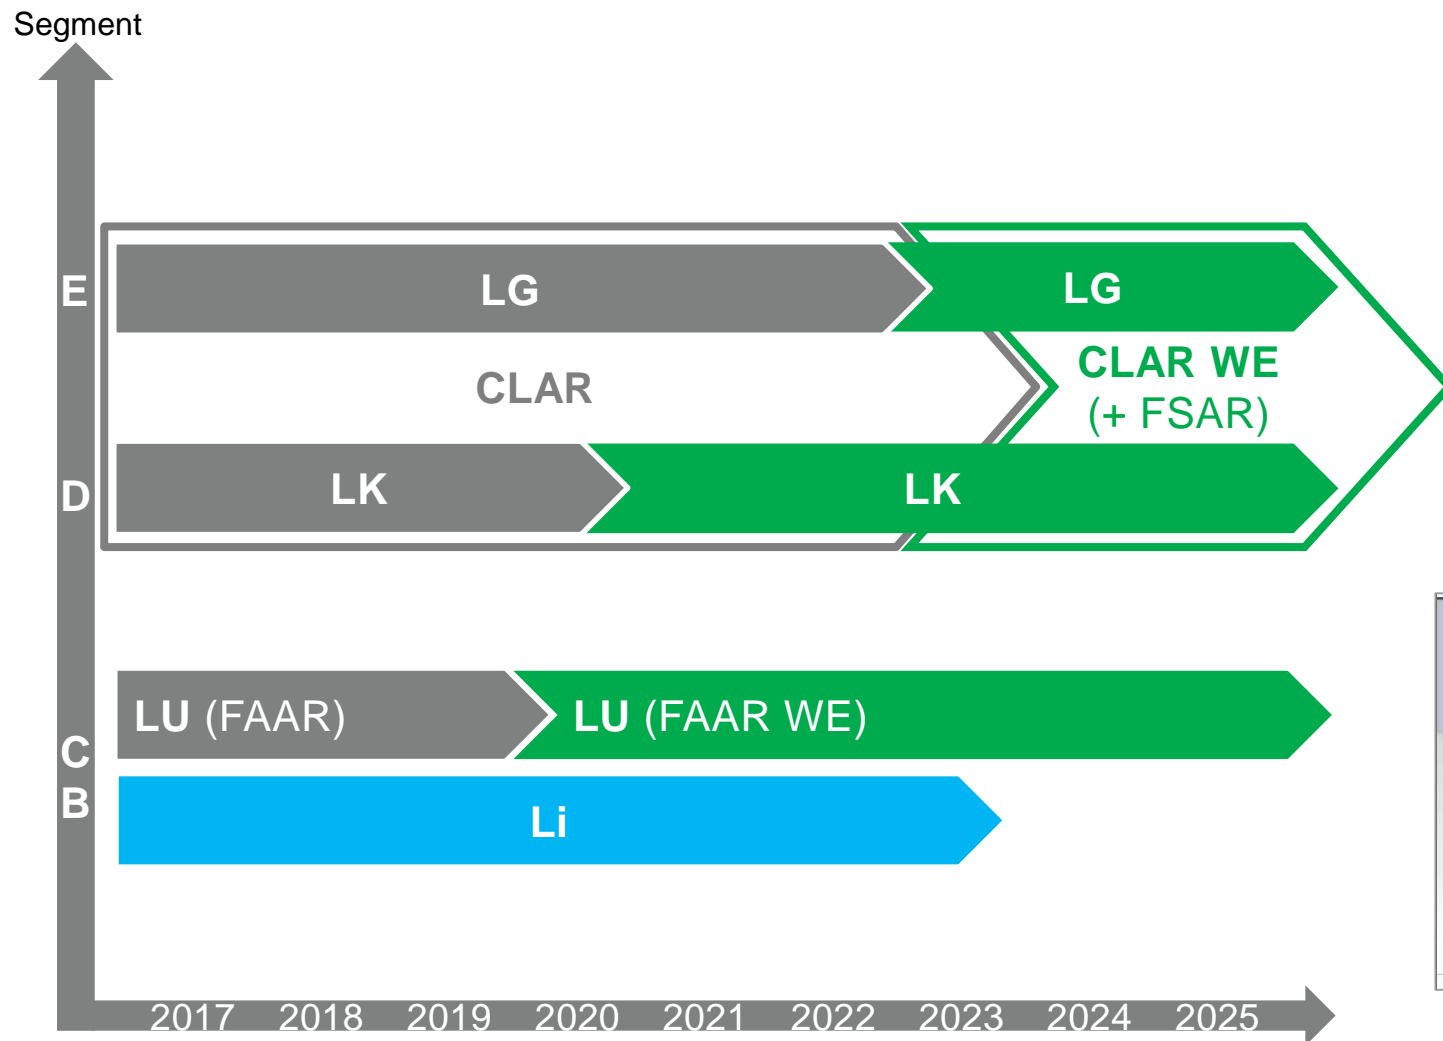 Segment
E
LG
LG
CLAR
CLAR WE
(+ FSAR)
D
LK
LK
C
LU (FAAR)
LU (FAAR WE)
B
Li
2017 2018 2019 2020 2021 2022 2023 2024 2025